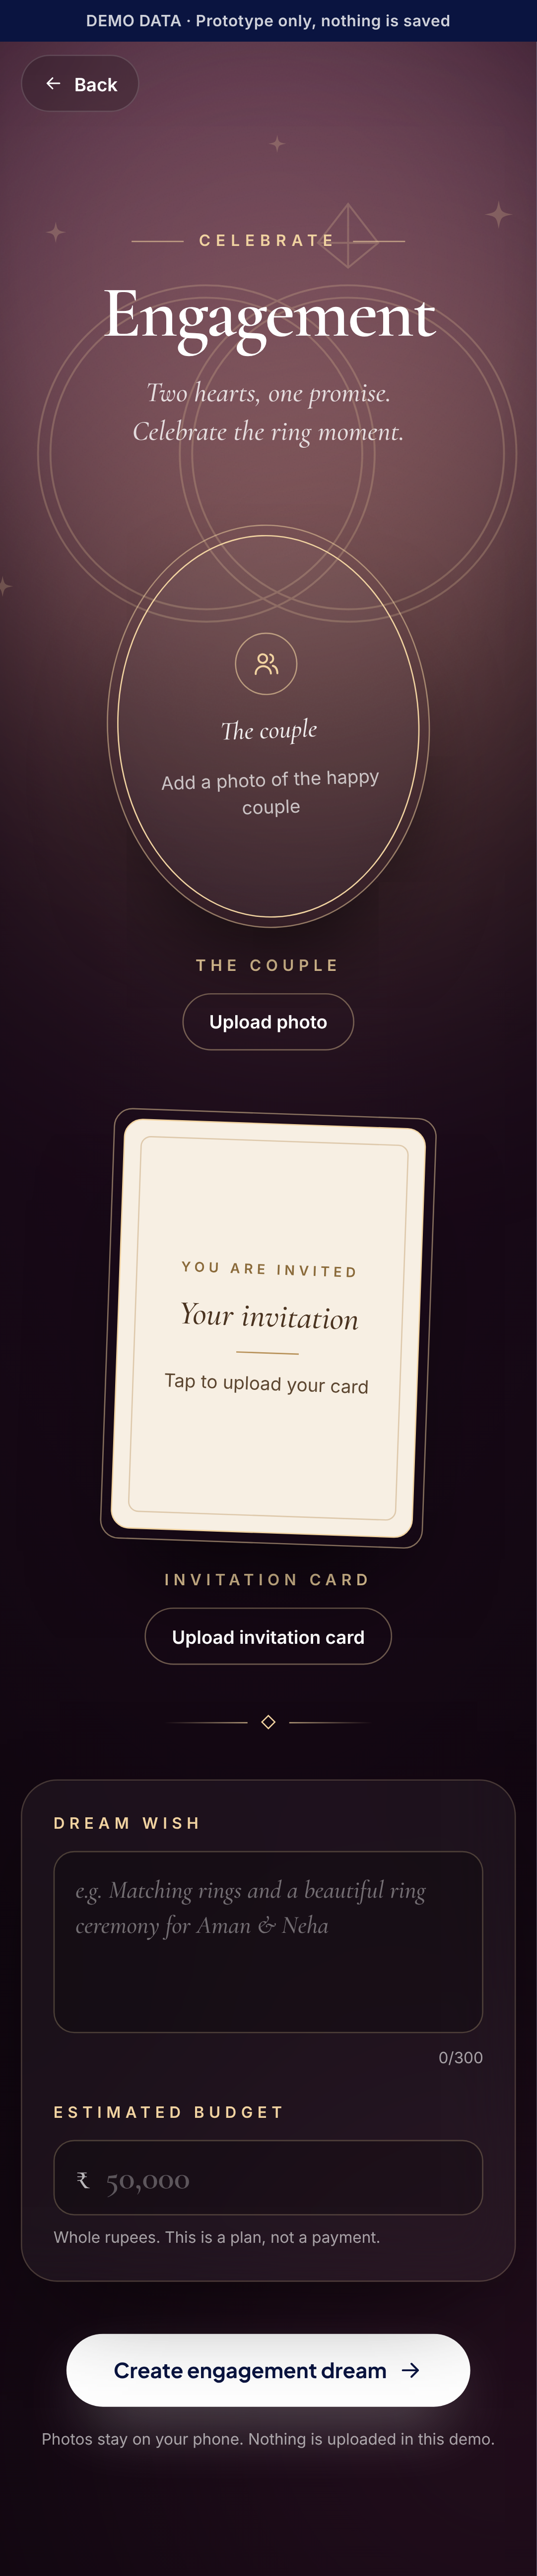 DEMO DATA · Prototype only, nothing is saved
Back
CELEBRATE
Engagement
Two hearts, one promise.
Celebrate the ring moment.
The couple
Add a photo of the happy
couple
THE COUPLE
Upload photo
YOU ARE INVITED
Your invitation
Tap to upload your card
INVITATION CARD
Upload invitation card
DREAM WISH
e.g. Matching rings and a beautiful ring
ceremony for Aman & Neha
0/300
ESTIMATED BUDGET
₹ 50,000
Whole rupees. This is a plan, not a payment.
Create engagement dream
Photos stay on your phone. Nothing is uploaded in this demo.